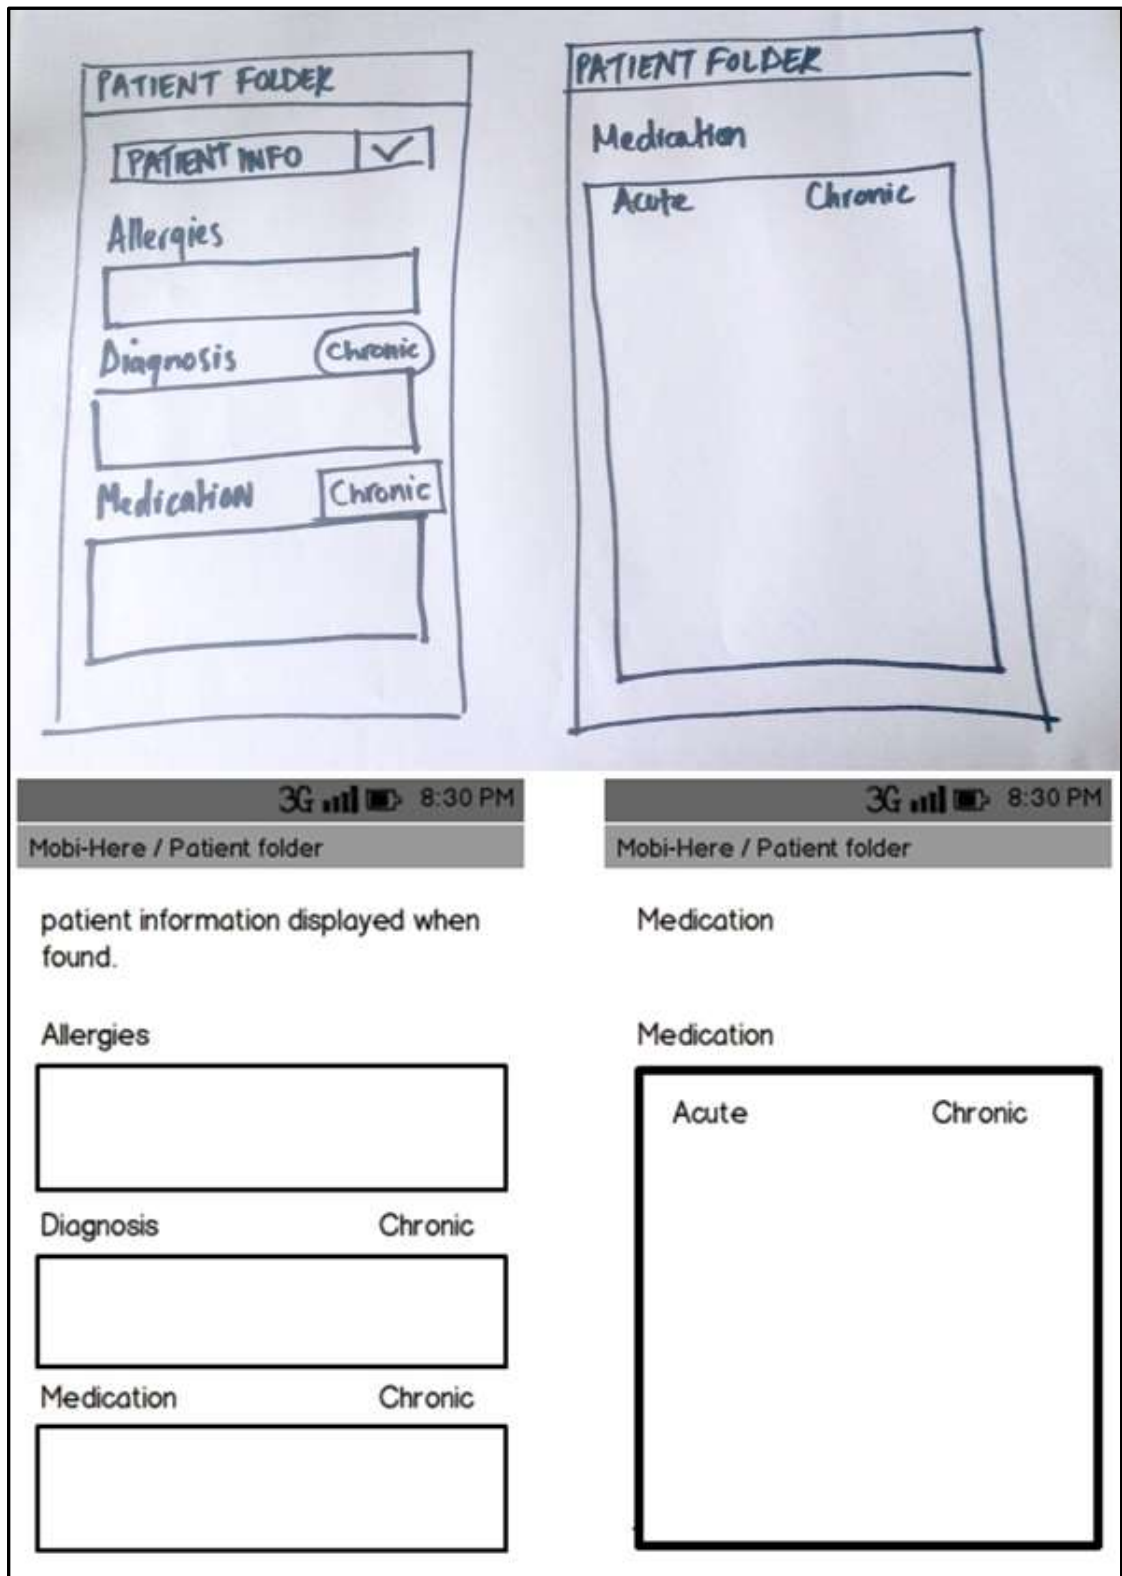 PATIENT FOLDER
PATIENT INFO
Allergies
Diagnosis Chronic
Medication Chronic
PATIENT FOLDER
Medication
Acute Chronic
3G 8:30 PM
Mobi-Here / Patient folder
patient information displayed when
found.
Allergies
Diagnosis Chronic
Medication Chronic
3G 8:30 PM
Mobi-Here / Patient folder
Medication
Medication
Acute Chronic